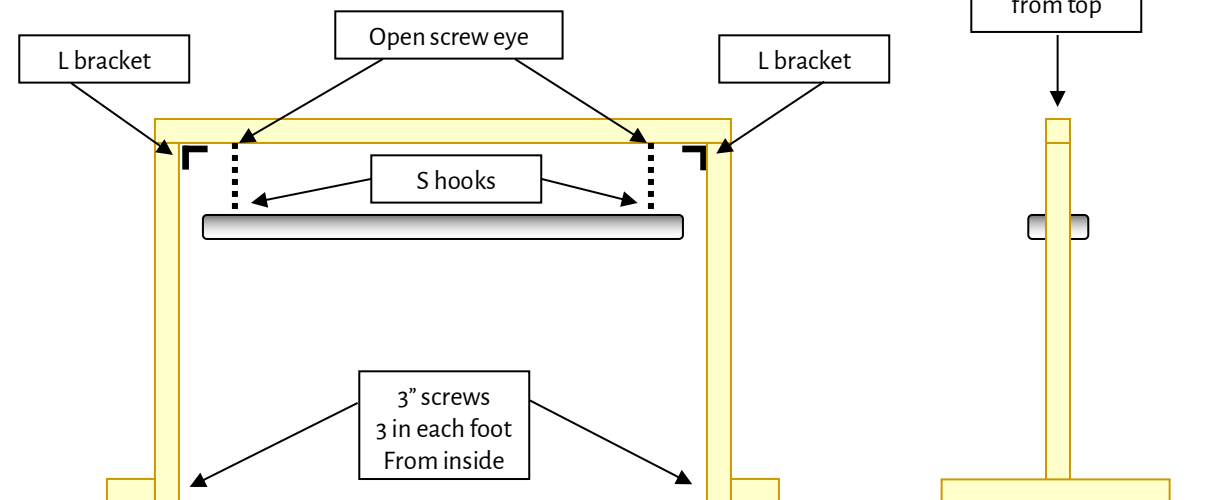 from top
Open screw eye
L bracket
L bracket
S hooks
3” screws
3 in each foot
From inside